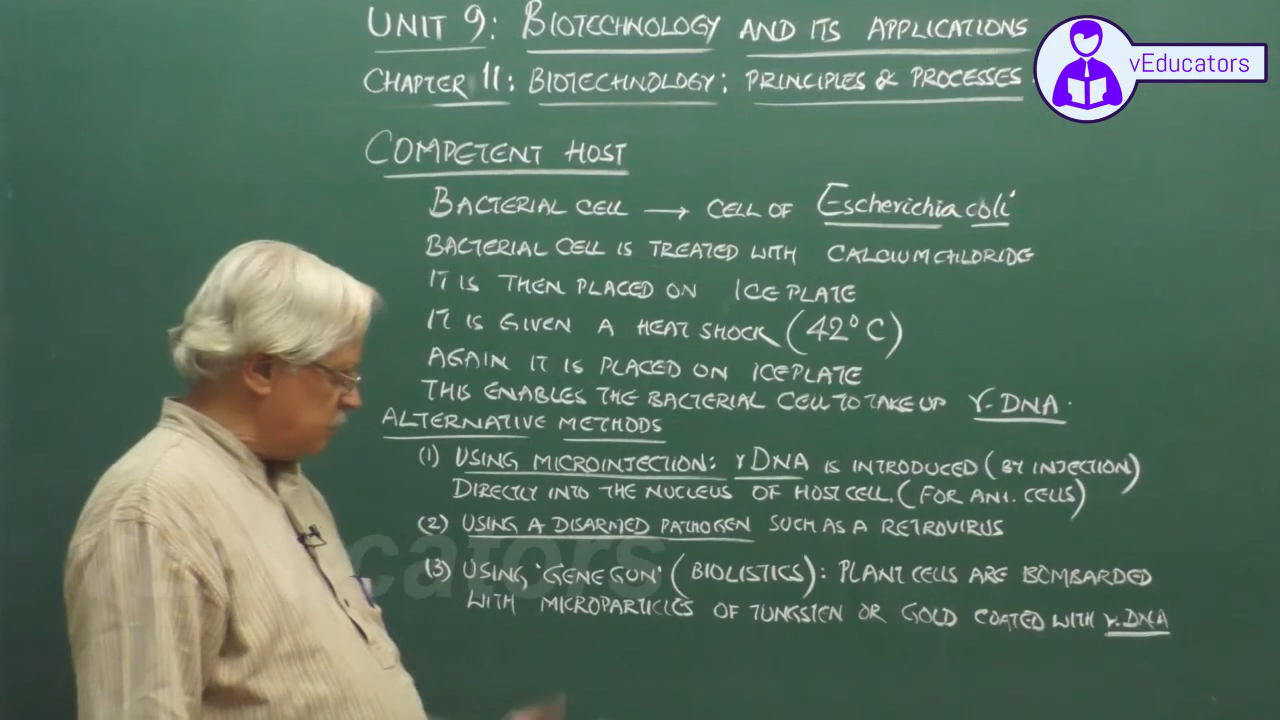 UNIT 9: BIOTECHNOLOGY AND ITS APPLICATIONS
vEducators
CHAPTER 11: BIOTECHNOLOGY: PRINCIPLES & PROCESSES
COMPETENT HOST
BACTERIAL CELL → CELL OF Escherichia coli
BACTERIAL CELL IS TREATED WITH CALCIUM CHLORIDE
IT IS THEN PLACED ON ICE PLATE
IT IS GIVEN A HEAT SHOCK (42° C)
AGAIN IT IS PLACED ON ICE PLATE
THIS ENABLES THE BACTERIAL CELL TO TAKE UP r-DNA.
ALTERNATIVE METHODS
(1) USING MICROINJECTION: rDNA IS INTRODUCED (BY INJECTION)
DIRECTLY INTO THE NUCLEUS OF HOST CELL. (FOR ANI. CELLS)
(2) USING A DISARMED PATHOGEN SUCH AS A RETROVIRUS
(3) USING 'GENE GUN' (BIOLISTICS): PLANT CELLS ARE BOMBARDED
WITH MICROPARTICLES OF TUNGSTEN OR GOLD COATED WITH r.DNA